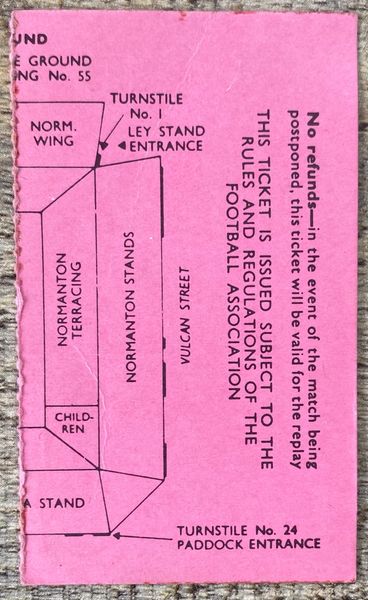 UND
E GROUND
NG No. 55
TURNSTILE
No. 1
LEY STAND
ENTRANCE
NORM.
WING
NORMANTON
TERRACING
NORMANTON STANDS
VULCAN STREET
CHILD-
REN
A STAND
TURNSTILE No. 24
PADDOCK ENTRANCE
No refunds—in the event of the match being
postponed, this ticket will be valid for the replay
THIS TICKET IS ISSUED SUBJECT TO THE
RULES AND REGULATIONS OF THE
FOOTBALL ASSOCIATION